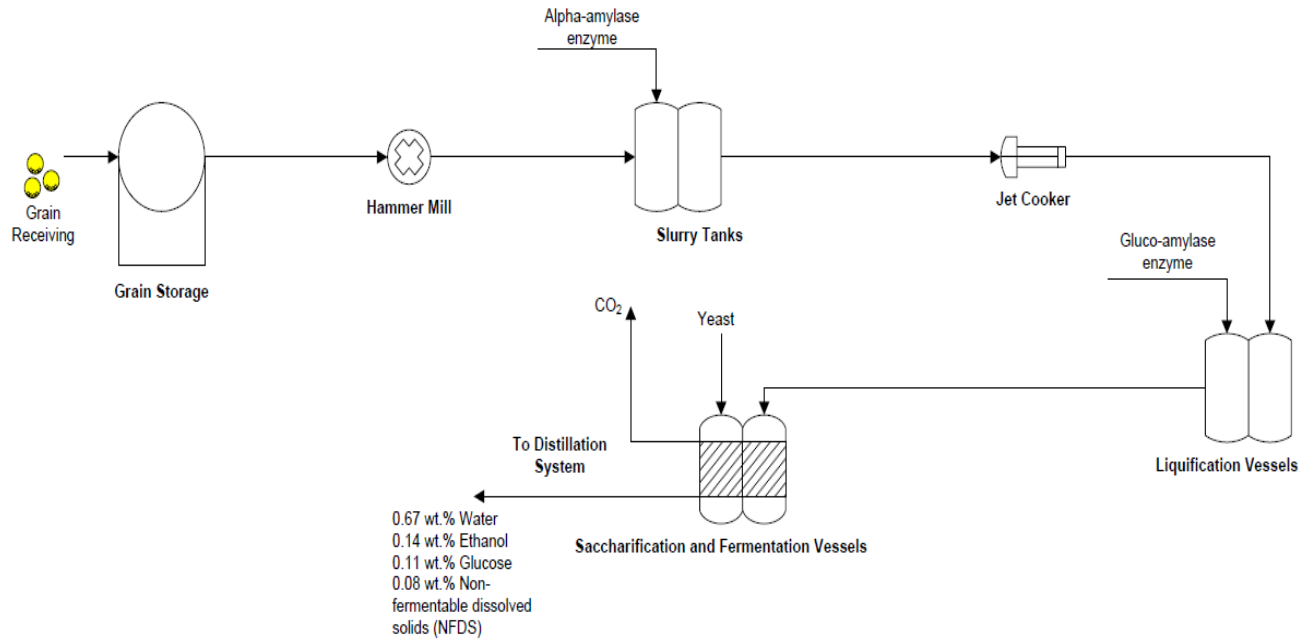 Alpha-amylase
enzyme
Grain
Receiving
Grain Storage
Hammer Mill
Slurry Tanks
Jet Cooker
Gluco-amylase
enzyme
Liquification Vessels
CO₂
Yeast
To Distillation
System
Saccharification and Fermentation Vessels
0.67 wt.% Water
0.14 wt.% Ethanol
0.11 wt.% Glucose
0.08 wt.% Non-
fermentable dissolved
solids (NFDS)